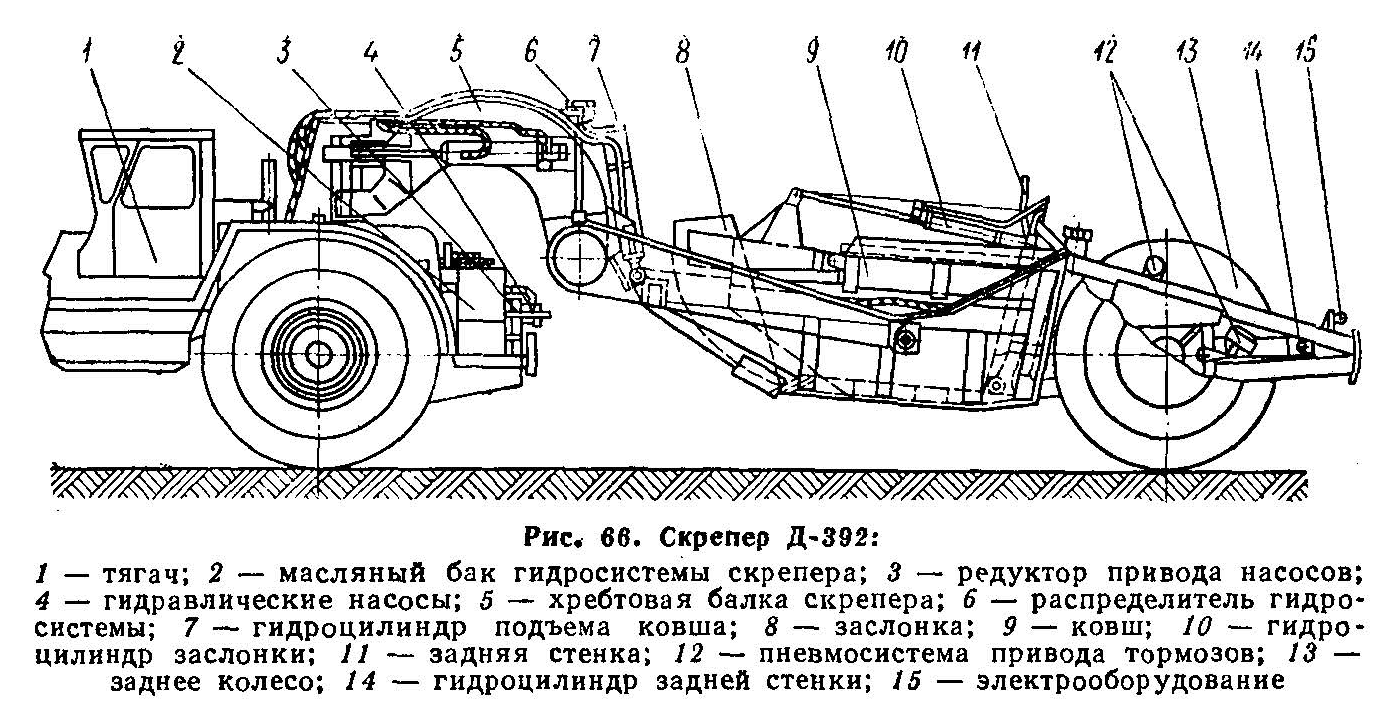 1 2 3 4 5 6 7 8 9 10 11 12 13 14 15
Рис. 66. Скрепер Д-392:
1 — тягач; 2 — масляный бак гидросистемы скрепера; 3 — редуктор привода насосов;
4 — гидравлические насосы; 5 — хребтовая балка скрепера; 6 — распределитель гидро-
системы; 7 — гидроцилиндр подъема ковша; 8 — заслонка; 9 — ковш; 10 — гидро-
цилиндр заслонки; 11 — задняя стенка; 12 — пневмосистема привода тормозов; 13 —
заднее колесо; 14 — гидроцилиндр задней стенки; 15 — электрооборудование